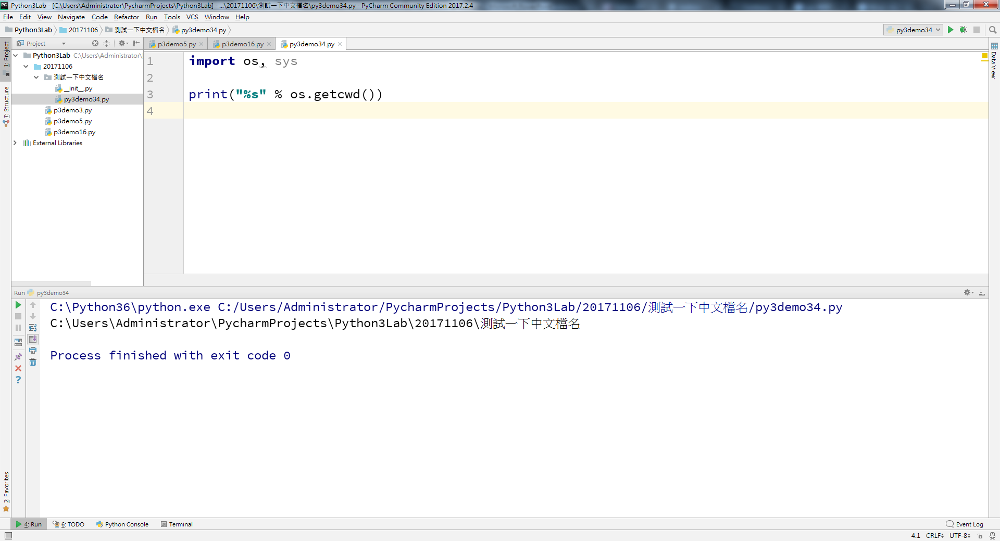 Python3Lab - [C:\Users\Administrator\PycharmProjects\Python3Lab] - ...\20171106\測試一下中文檔名\py3demo34.py - PyCharm Community Edition 2017.2.4
File Edit View Navigate Code Refactor Run Tools VCS Window Help
Python3Lab 20171106 測試一下中文檔名 py3demo34.py py3demo34
Project p3demo5.py p3demo16.py py3demo34.py
1: Project
7: Structure
2: Favorites
Data View
Python3Lab C:\Users\Administrator\
20171106
測試一下中文檔名
__init__.py
py3demo34.py
p3demo3.py
p3demo5.py
p3demo16.py
External Libraries
1 import os, sys
2
3 print("%s" % os.getcwd())
4
Run py3demo34
C:\Python36\python.exe C:/Users/Administrator/PycharmProjects/Python3Lab/20171106/測試一下中文檔名/py3demo34.py
C:\Users\Administrator\PycharmProjects\Python3Lab\20171106\測試一下中文檔名
Process finished with exit code 0
4: Run 6: TODO Python Console Terminal Event Log
4:1 CRLF UTF-8